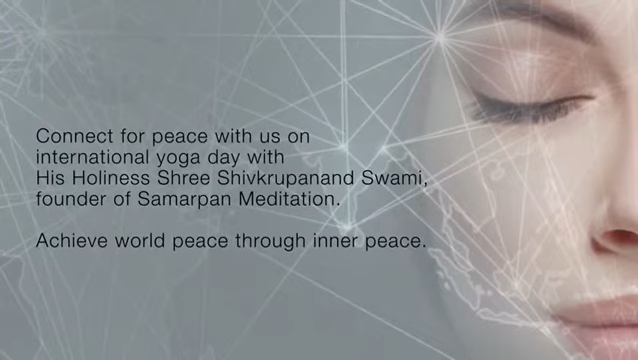 Connect for peace with us on
international yoga day with
His Holiness Shree Shivkrupanand Swami,
founder of Samarpan Meditation.
Achieve world peace through inner peace.